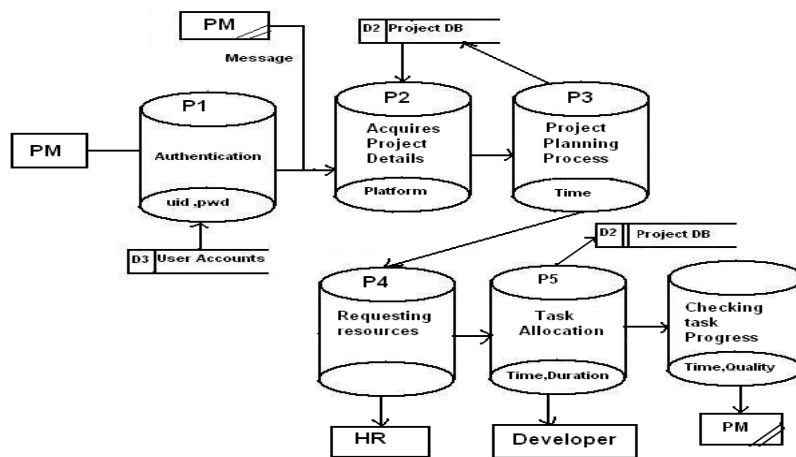 PM
Message
D2 Project DB
P1
P2
P3
PM
Authentication
Acquires
Project
Details
Project
Planning
Process
uid ,pwd
Platform
Time
D3 User Accounts
D2 Project DB
P4
P5
Requesting
resources
Task
Allocation
Checking
task
Progress
Time,Duration
Time,Quality
HR
Developer
PM